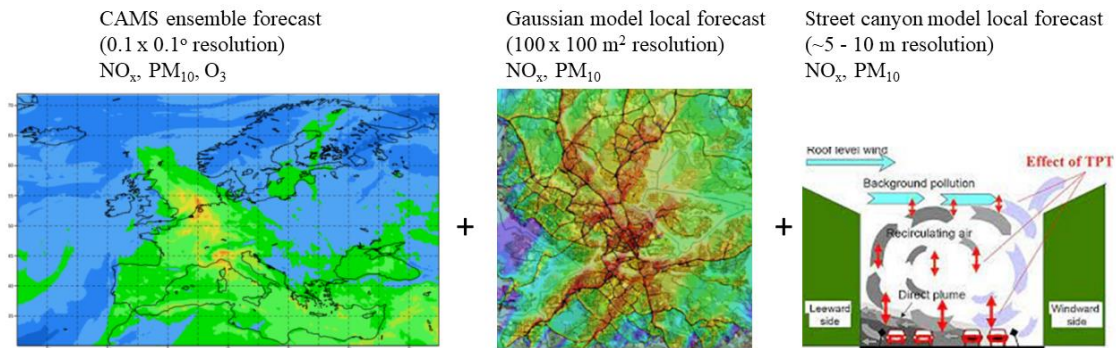 CAMS ensemble forecast
(0.1 x 0.1° resolution)
NOₓ, PM₁₀, O₃
Gaussian model local forecast
(100 x 100 m² resolution)
NOₓ, PM₁₀
Street canyon model local forecast
(~5 - 10 m resolution)
NOₓ, PM₁₀
+
+
Roof level wind
Effect of TPT
Background pollution
Recirculating air
Direct plume
Leeward
side
Windward
side